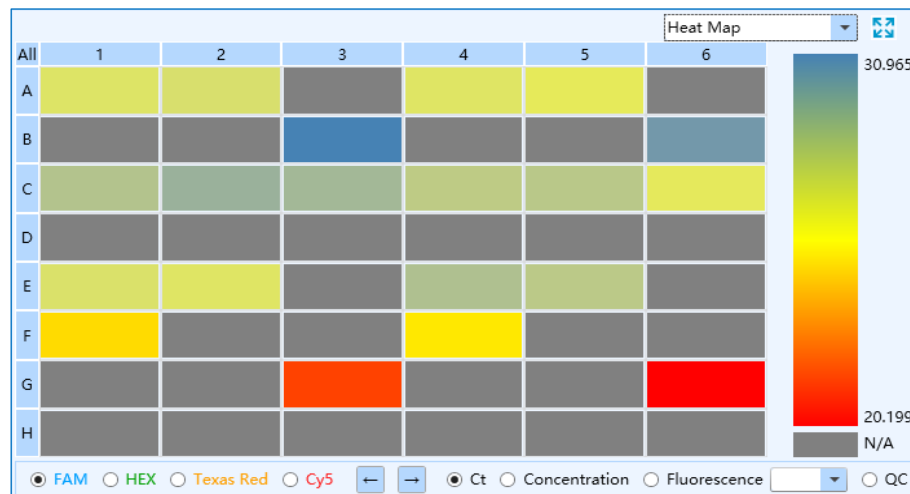 Heat Map
All 1 2 3 4 5 6
30.965
A
B
C
D
E
F
G
20.199
H
N/A
FAM HEX Texas Red Cy5 ← → Ct Concentration Fluorescence QC